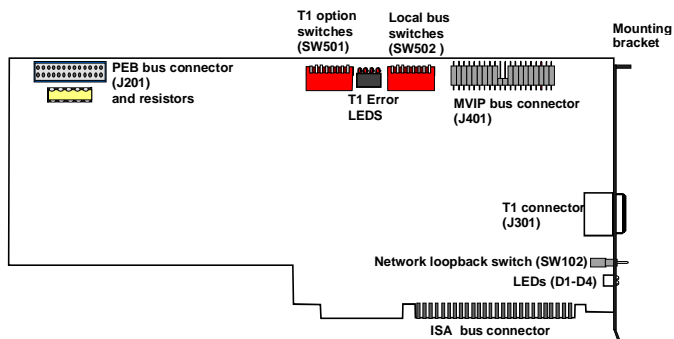 T1 option
switches
(SW501)
Local bus
switches
(SW502 )
Mounting
bracket
PEB bus connector
(J201)
and resistors
T1 Error
LEDS
MVIP bus connector
(J401)
T1 connector
(J301)
Network loopback switch (SW102)
LEDs (D1-D4)
ISA bus connector